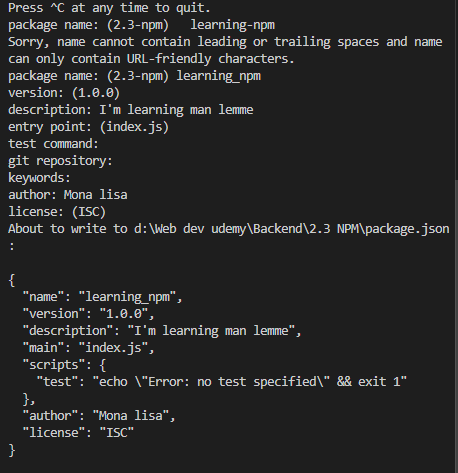 Press ^C at any time to quit.
package name: (2.3-npm)   learning-npm
Sorry, name cannot contain leading or trailing spaces and name
can only contain URL-friendly characters.
package name: (2.3-npm) learning_npm
version: (1.0.0)
description: I'm learning man lemme
entry point: (index.js)
test command:
git repository:
keywords:
author: Mona lisa
license: (ISC)
About to write to d:\Web dev udemy\Backend\2.3 NPM\package.json
:
{
  "name": "learning_npm",
  "version": "1.0.0",
  "description": "I'm learning man lemme",
  "main": "index.js",
  "scripts": {
    "test": "echo \"Error: no test specified\" && exit 1"
  },
  "author": "Mona lisa",
  "license": "ISC"
}